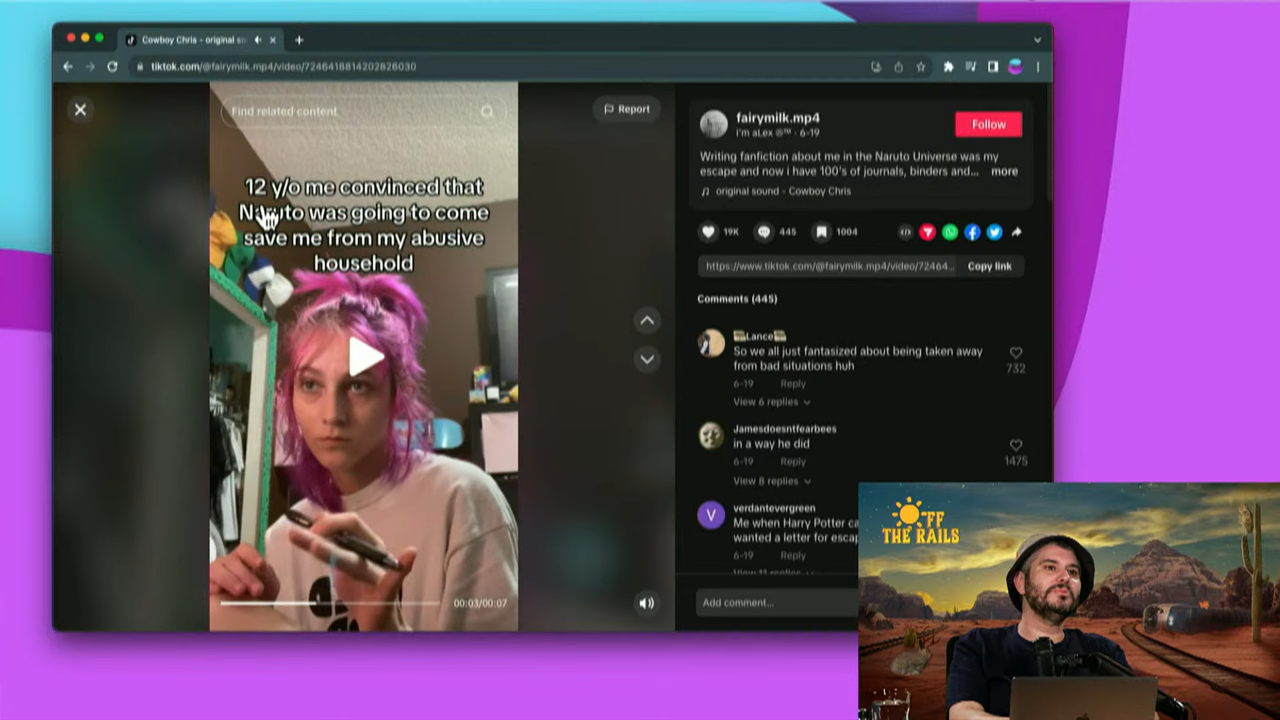 Cowboy Chris - original so
tiktok.com/@fairymilk.mp4/video/7246418814202826030
Find related content
Report
12 y/o me convinced that
Naruto was going to come
save me from my abusive
household
00:03/00:07
fairymilk.mp4
i'm aLex @™ · 6-19
Follow
Writing fanfiction about me in the Naruto Universe was my
escape and now i have 100's of journals, binders and... more
original sound - Cowboy Chris
19K
445
1004
https://www.tiktok.com/@fairymilk.mp4/video/72464...
Copy link
Comments (445)
Lance
So we all just fantasized about being taken away
from bad situations huh
732
6-19 Reply
View 6 replies
Jamesdoesntfearbees
in a way he did
1475
6-19 Reply
View 8 replies
V
verdantevergreen
Me when Harry Potter ca
wanted a letter for escap
6-19 Reply
View 11 replies
Add comment...
OFF
THE RAILS